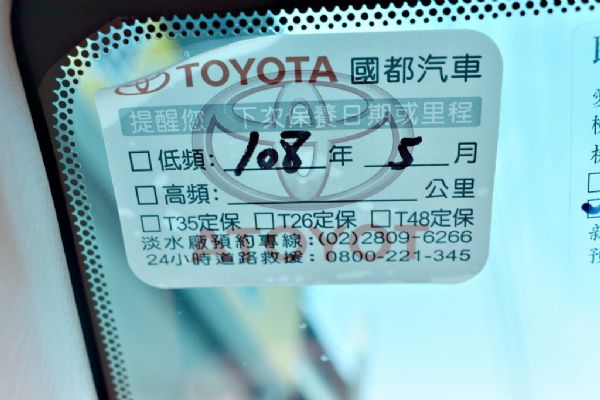 TOYOTA 國都汽車
提醒您 下次保養日期或里程
□低頻: 108 年 5 月
□高頻: 公里
□T35定保 □T26定保 □T48定保
淡水廠預約專線:(02)2809-6266
24小時道路救援: 0800-221-345
TOYOT